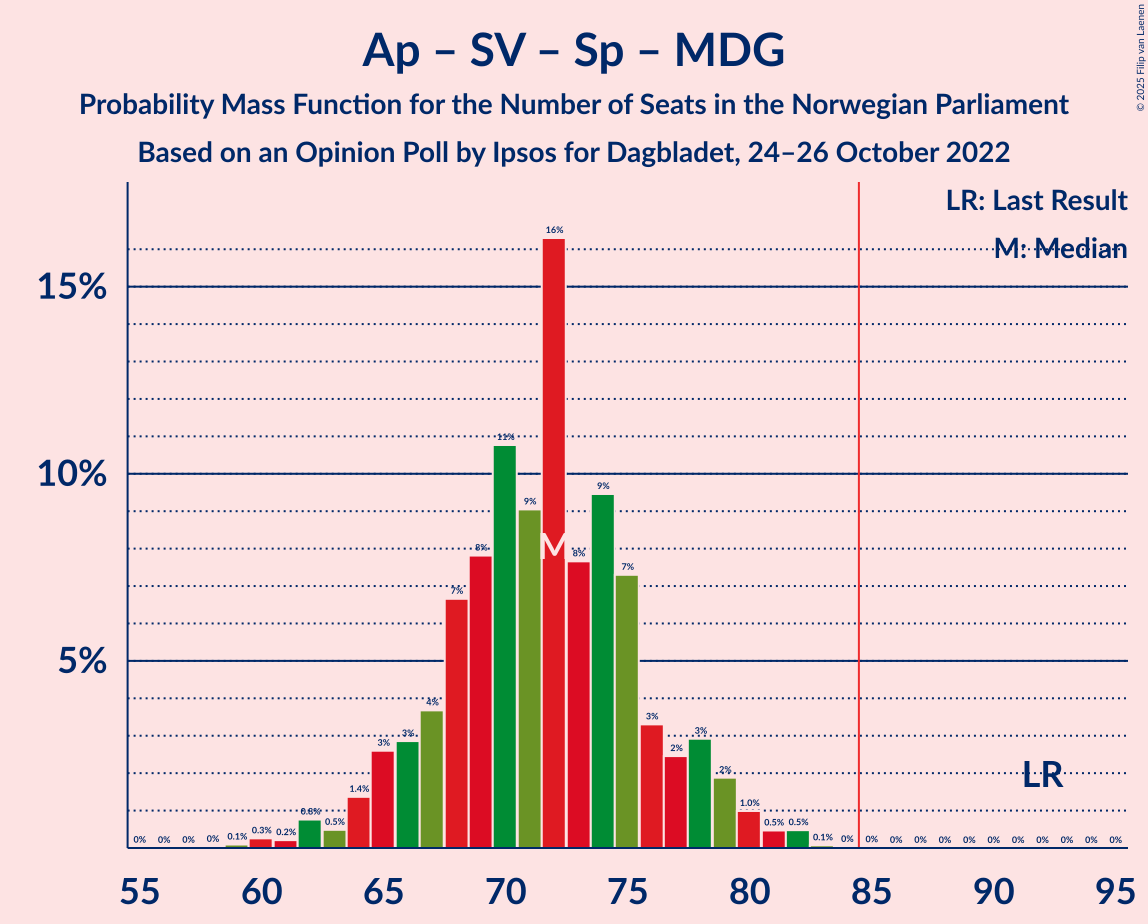 Ap – SV – Sp – MDG
Probability Mass Function for the Number of Seats in the Norwegian Parliament
Based on an Opinion Poll by Ipsos for Dagbladet, 24–26 October 2022
© 2025 Filip van Laenen
LR: Last Result
M: Median
15%
10%
5%
0% 0% 0% 0% 0.1% 0.3% 0.2% 0.8% 0.5% 1.4% 3% 3% 4% 7% 8% 11% 9% 16% 8% 9% 7% 3% 2% 3% 2% 1.0% 0.5% 0.5% 0.1% 0% 0% 0% 0% 0% 0% 0% 0% 0% 0% 0% 0%
M
LR
55 60 65 70 75 80 85 90 95